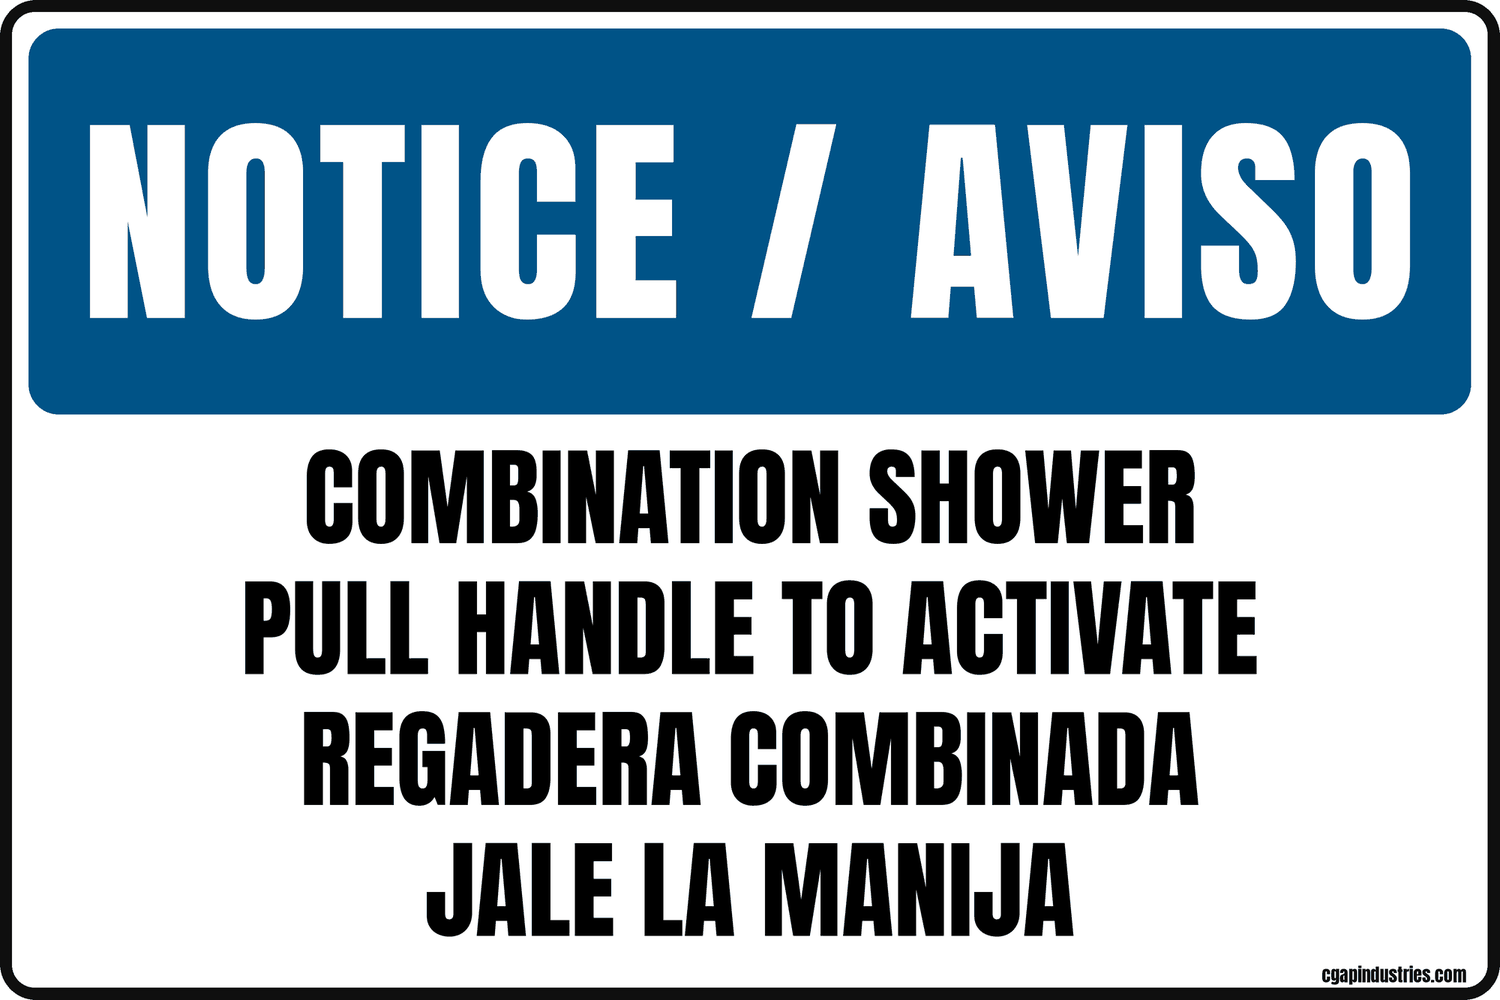 NOTICE / AVISO
COMBINATION SHOWER
PULL HANDLE TO ACTIVATE
REGADERA COMBINADA
JALE LA MANIJA
cgapindustries.com